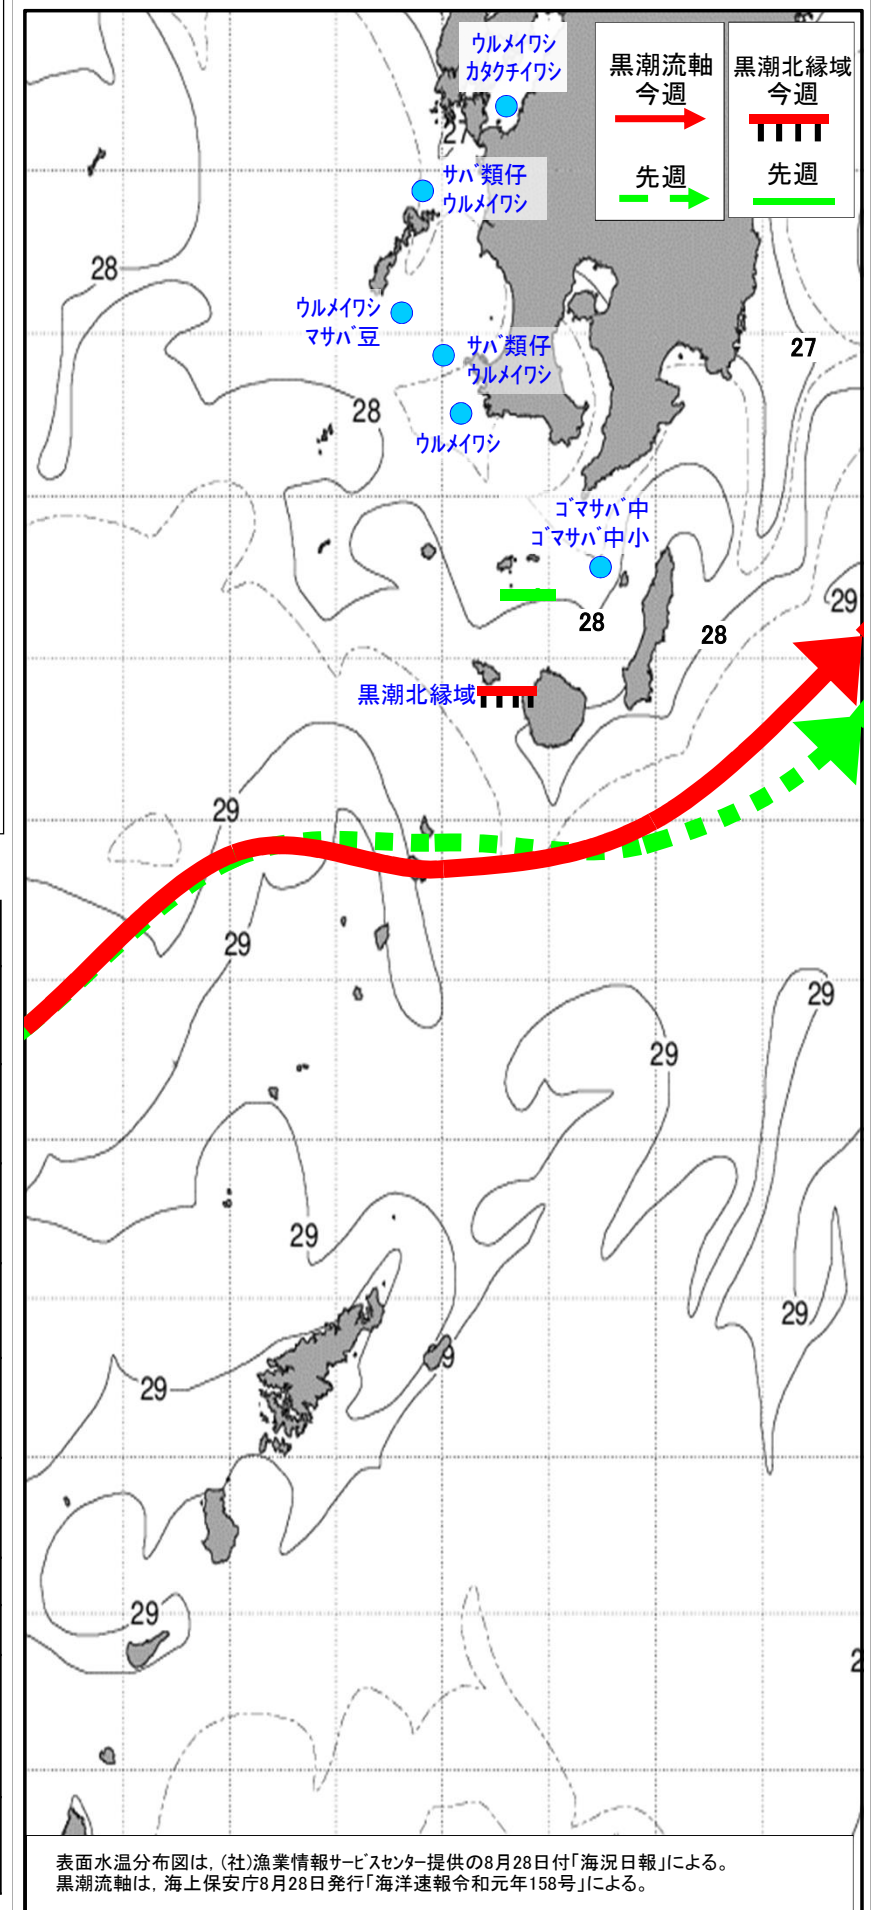 ウルメイワシ
カタクチイワシ
黒潮流軸
今週
先週
黒潮北縁域
今週
先週
27
サバ類仔
ウルメイワシ
28
ウルメイワシ
マサバ豆
サバ類仔
ウルメイワシ
27
28
ウルメイワシ
ゴマサバ中
ゴマサバ中小
29
28
28
黒潮北縁域
29
29
29
29
29
29
9
29
29
2
表面水温分布図は, (社)漁業情報サービスセンター提供の8月28日付「海況日報」による。
黒潮流軸は, 海上保安庁8月28日発行「海洋速報令和元年158号」による。